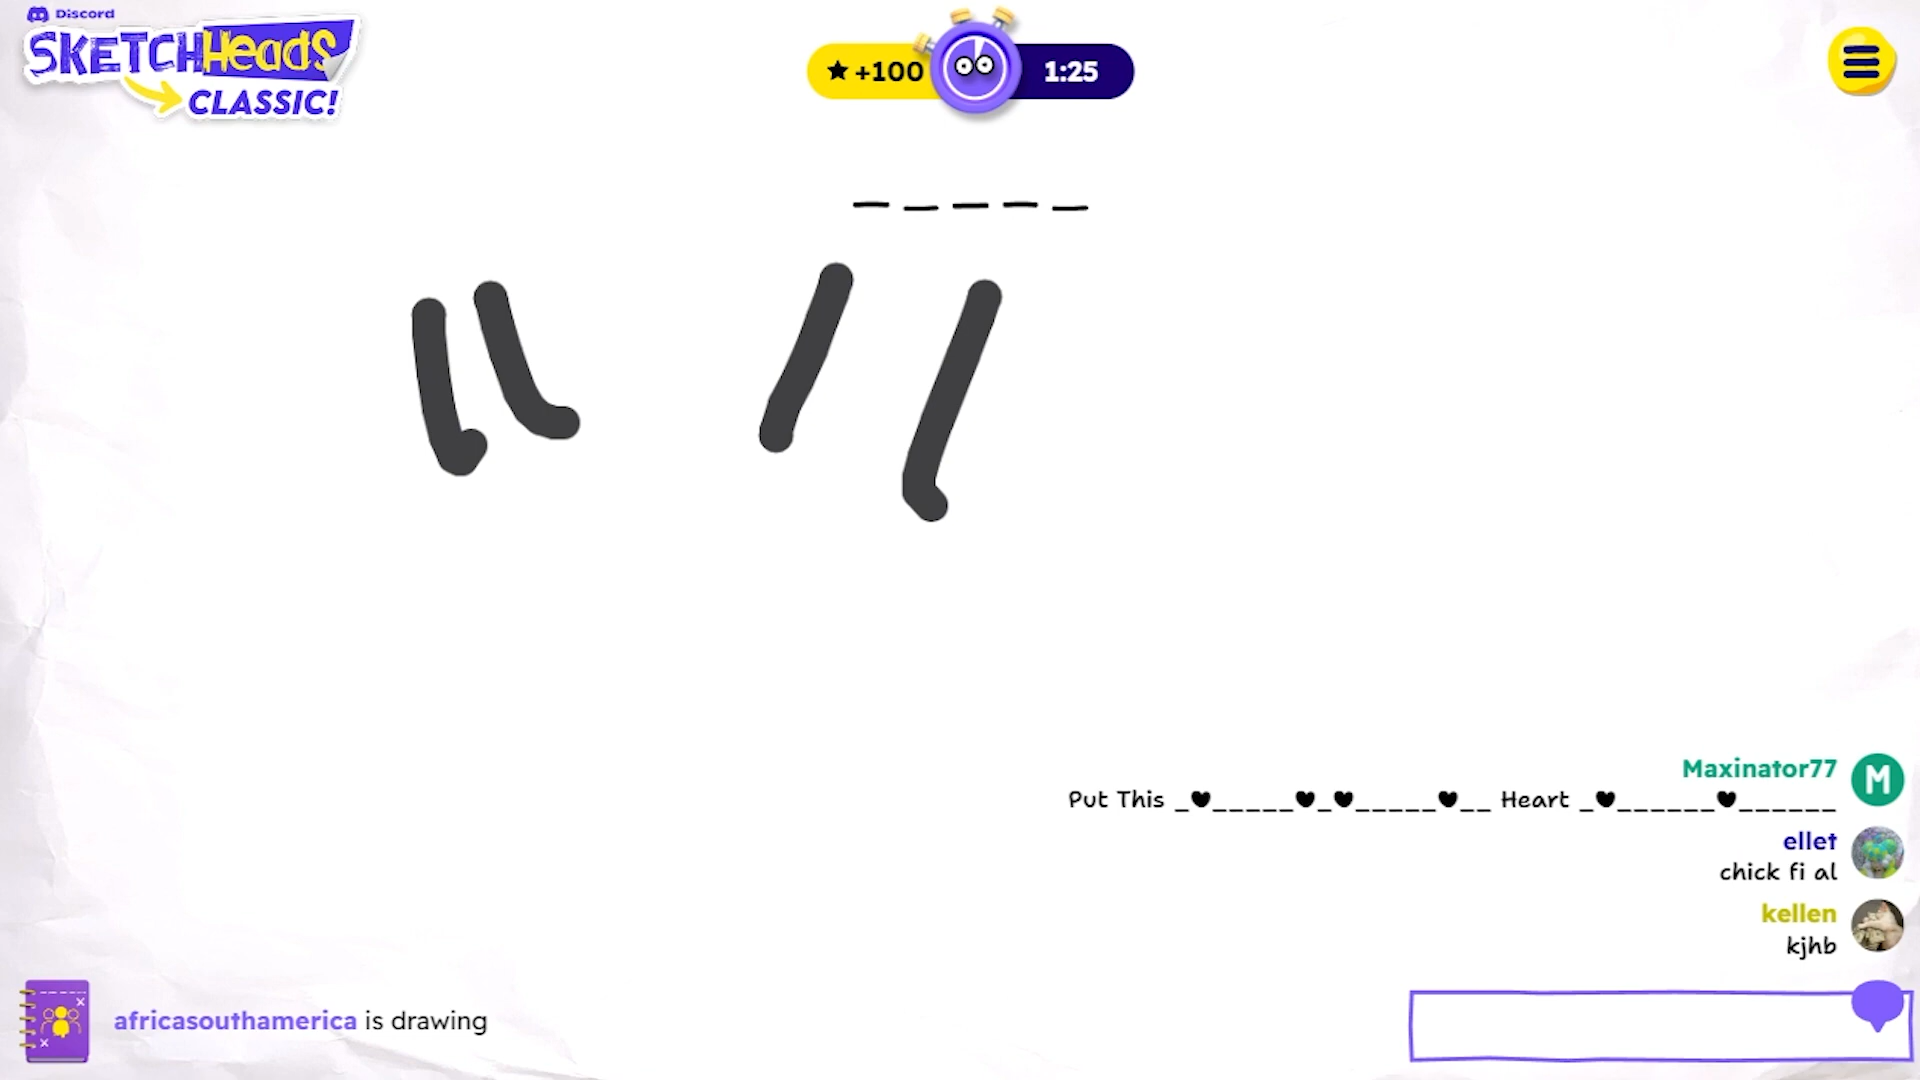 Discord
SKETCHHeadS
CLASSIC!
+100
1:25
_ _ _ _ _
Maxinator77
M
Put This _♥_____♥_♥_____♥__ Heart _♥______♥______
ellet
chick fi al
kellen
kjhb
africasouthamerica is drawing